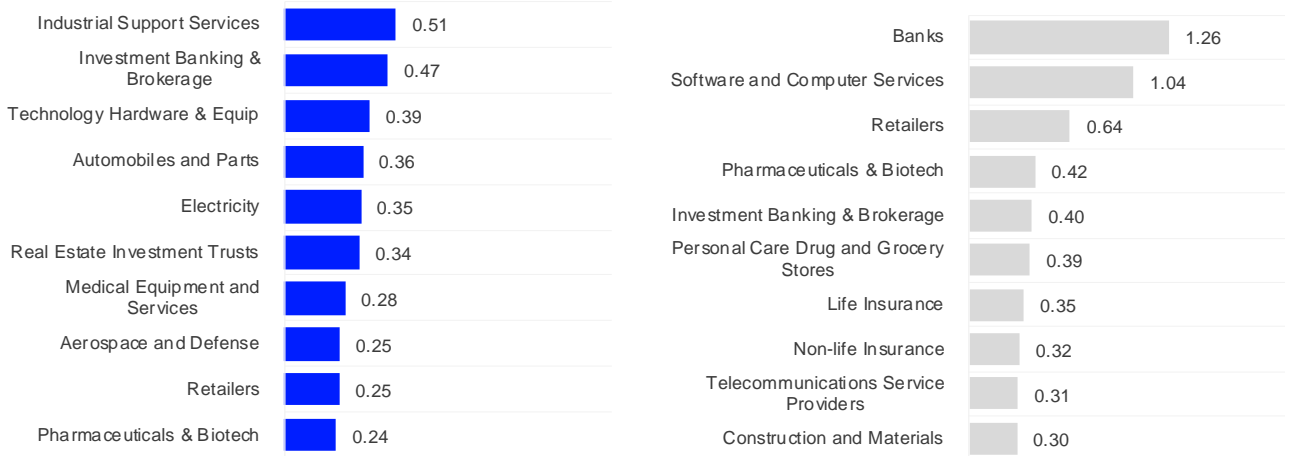 Industrial Support Services 0.51
Investment Banking &
Brokerage 0.47
Technology Hardware & Equip 0.39
Automobiles and Parts 0.36
Electricity 0.35
Real Estate Investment Trusts 0.34
Medical Equipment and
Services 0.28
Aerospace and Defense 0.25
Retailers 0.25
Pharmaceuticals & Biotech 0.24
Banks 1.26
Software and Computer Services 1.04
Retailers 0.64
Pharmaceuticals & Biotech 0.42
Investment Banking & Brokerage 0.40
Personal Care Drug and Grocery
Stores 0.39
Life Insurance 0.35
Non-life Insurance 0.32
Telecommunications Service
Providers 0.31
Construction and Materials 0.30